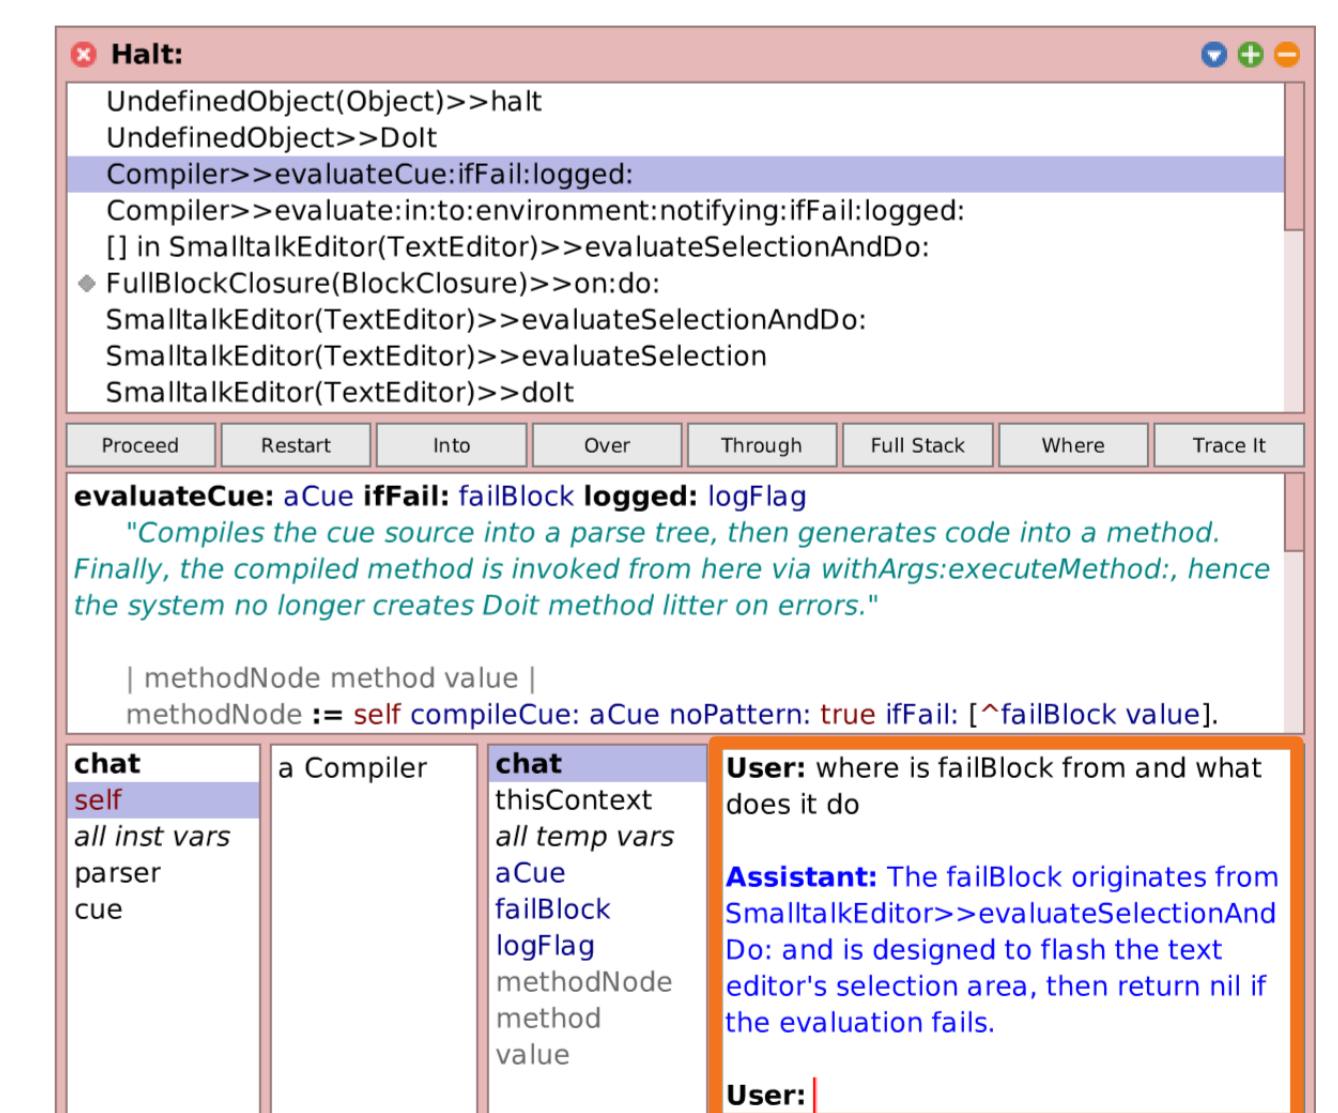 Halt:
UndefinedObject(Object)>>halt
UndefinedObject>>DoIt
Compiler>>evaluateCue:ifFail:logged:
Compiler>>evaluate:in:to:environment:notifying:ifFail:logged:
[] in SmalltalkEditor(TextEditor)>>evaluateSelectionAndDo:
FullBlockClosure(BlockClosure)>>on:do:
SmalltalkEditor(TextEditor)>>evaluateSelectionAndDo:
SmalltalkEditor(TextEditor)>>evaluateSelection
SmalltalkEditor(TextEditor)>>doIt
Proceed Restart Into Over Through Full Stack Where Trace It
evaluateCue: aCue ifFail: failBlock logged: logFlag
"Compiles the cue source into a parse tree, then generates code into a method.
Finally, the compiled method is invoked from here via withArgs:executeMethod:, hence
the system no longer creates Doit method litter on errors."
| methodNode method value |
methodNode := self compileCue: aCue noPattern: true ifFail: [^failBlock value].
chat
self
all inst vars
parser
cue
a Compiler
chat
thisContext
all temp vars
aCue
failBlock
logFlag
methodNode
method
value
User: where is failBlock from and what
does it do
Assistant: The failBlock originates from
SmalltalkEditor>>evaluateSelectionAnd
Do: and is designed to flash the text
editor's selection area, then return nil if
the evaluation fails.
User: